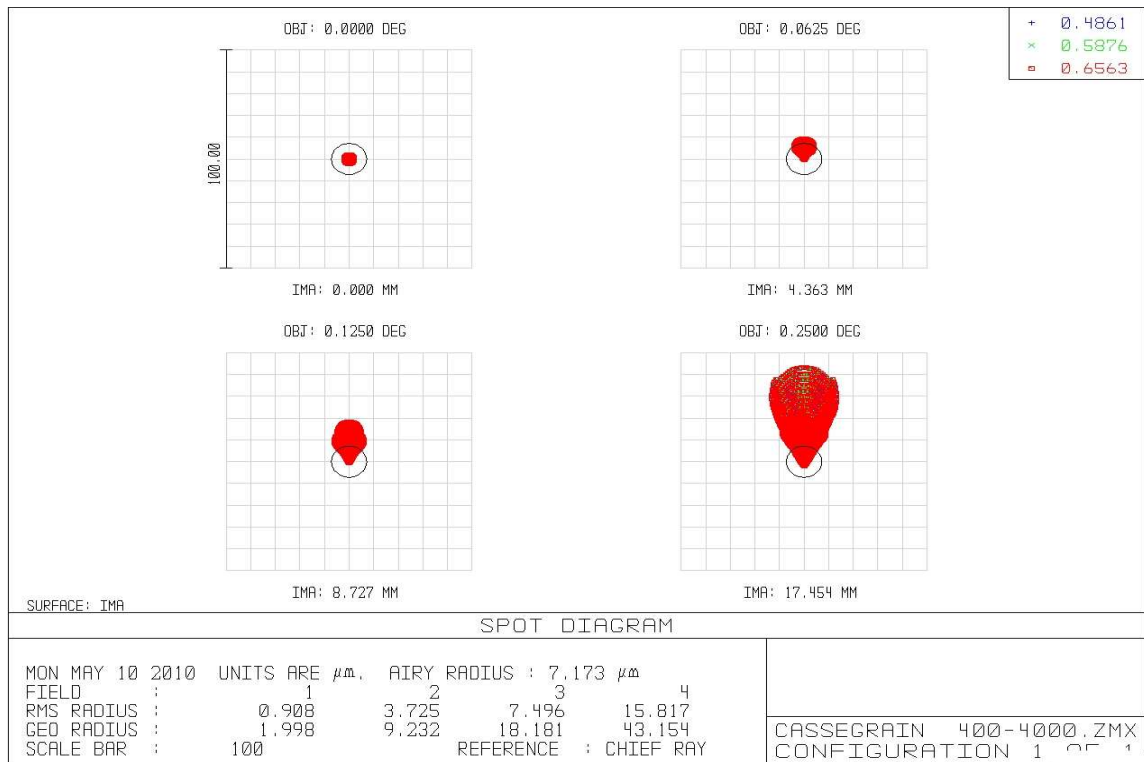 OBJ: 0.0000 DEG
OBJ: 0.0625 DEG
+ 0.4861
× 0.5876
0.6563
100.00
IMA: 0.000 MM
IMA: 4.363 MM
OBJ: 0.1250 DEG
OBJ: 0.2500 DEG
IMA: 8.727 MM
IMA: 17.454 MM
SURFACE: IMA
SPOT DIAGRAM
MON MAY 10 2010 UNITS ARE µm. AIRY RADIUS : 7.173 µm
FIELD : 1 2 3 4
RMS RADIUS : 0.908 3.725 7.496 15.817
GEO RADIUS : 1.998 9.232 18.181 43.154
SCALE BAR : 100 REFERENCE : CHIEF RAY
CASSEGRAIN 400-4000.ZMX
CONFIGURATION 1